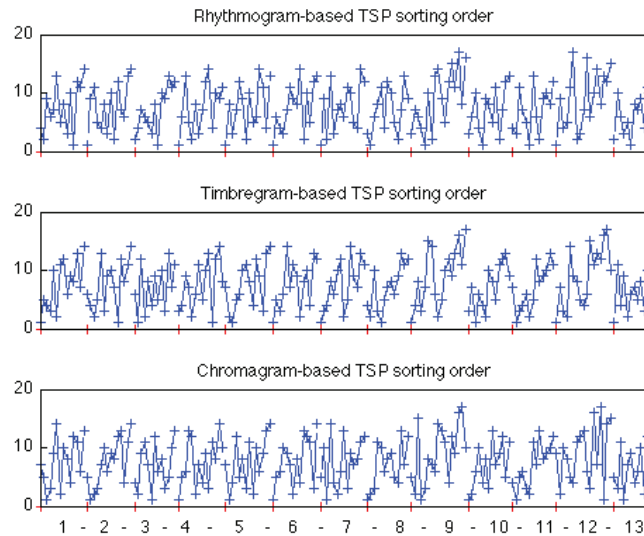 Rhythmogram-based TSP sorting order
20
10
0
Timbregram-based TSP sorting order
20
10
0
Chromagram-based TSP sorting order
20
10
0
1 - 2 - 3 - 4 - 5 - 6 - 7 - 8 - 9 - 10 - 11 - 12 - 13